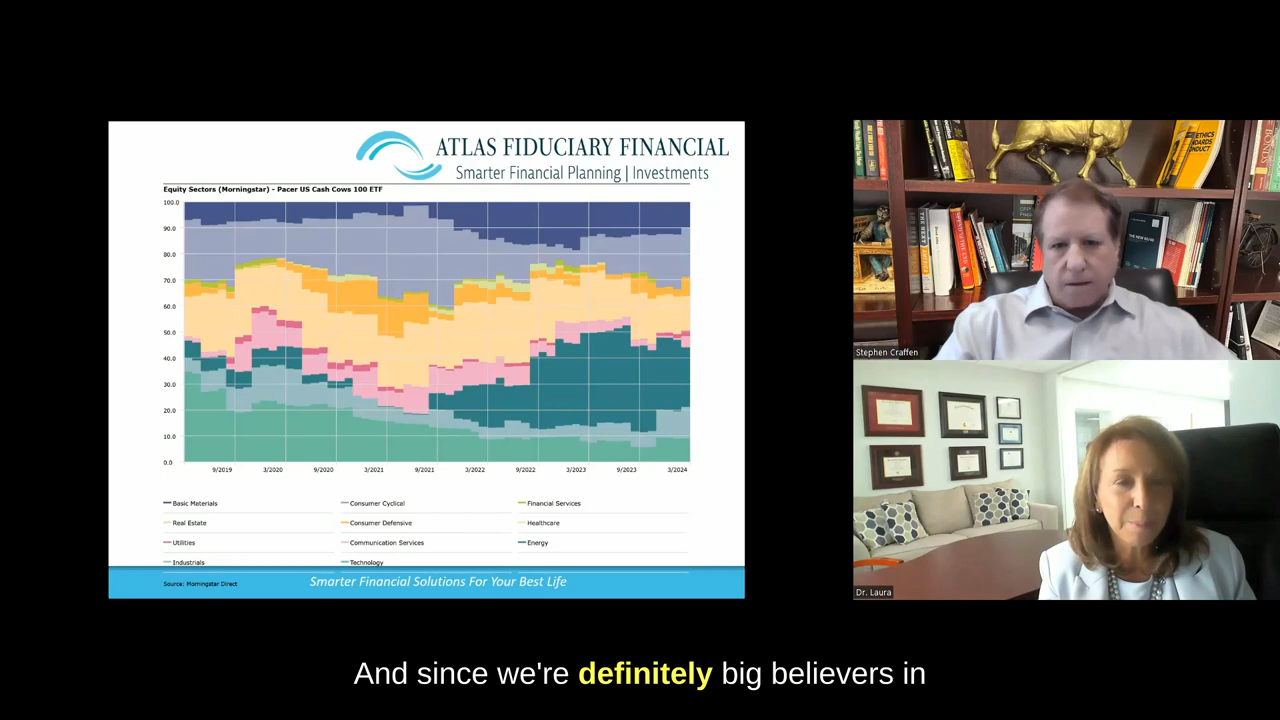 ATLAS FIDUCIARY FINANCIAL
Smarter Financial Planning | Investments
Equity Sectors (Morningstar) - Pacer US Cash Cows 100 ETF
100.0
90.0
80.0
70.0
60.0
50.0
40.0
30.0
20.0
10.0
0.0
9/2019 3/2020 9/2020 3/2021 9/2021 3/2022 9/2022 3/2023 9/2023 3/2024
Basic Materials Consumer Cyclical Financial Services
Real Estate Consumer Defensive Healthcare
Utilities Communication Services Energy
Industrials Technology
Source: Morningstar Direct
Smarter Financial Solutions For Your Best Life
ETHICS
Stephen Craffen
Dr. Laura
And since we're definitely big believers in